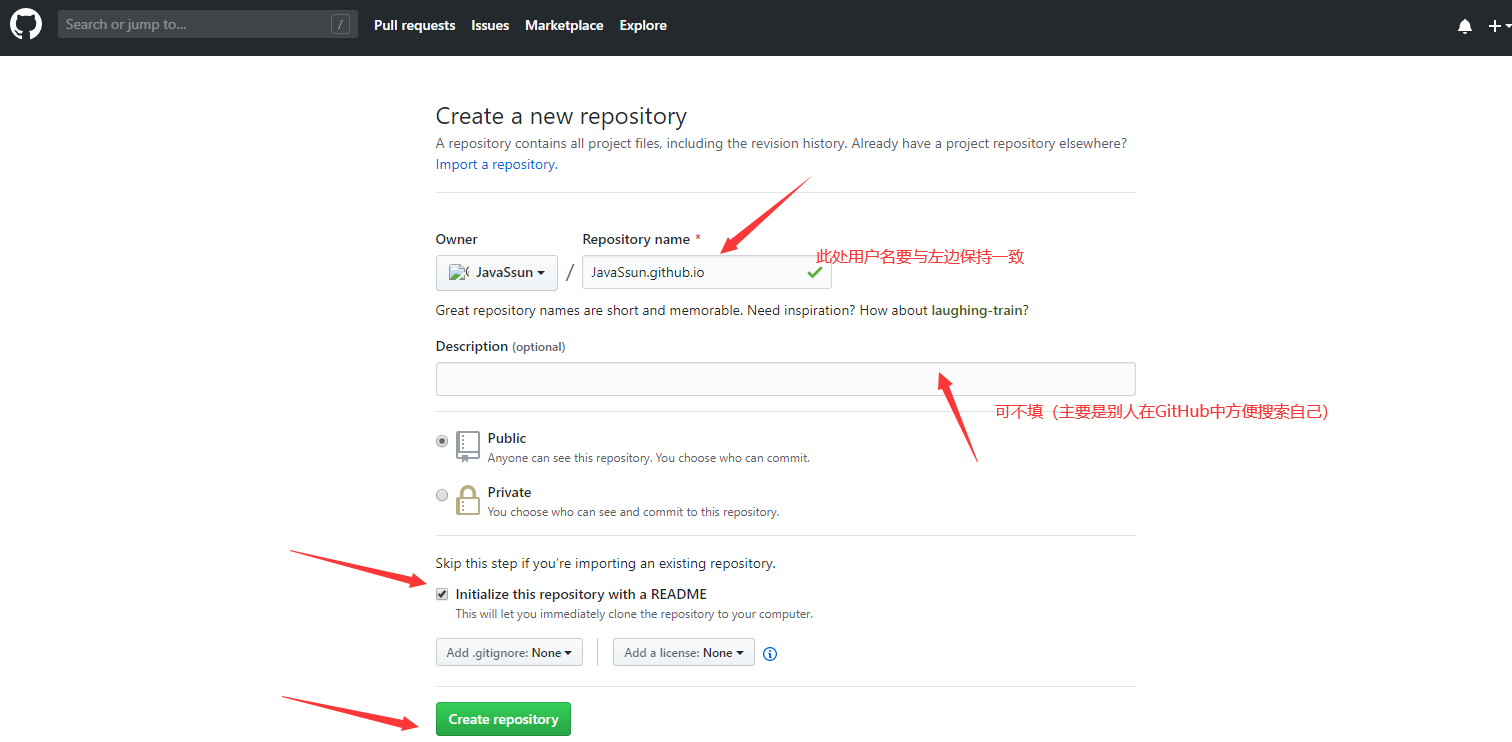 Search or jump to... /
Pull requests Issues Marketplace Explore
Create a new repository
A repository contains all project files, including the revision history. Already have a project repository elsewhere?
Import a repository.
Owner
Repository name *
JavaSsun / JavaSsun.github.io
此处用户名要与左边保持一致
Great repository names are short and memorable. Need inspiration? How about laughing-train?
Description (optional)
可不填（主要是别人在GitHub中方便搜索自己）
Public
Anyone can see this repository. You choose who can commit.
Private
You choose who can see and commit to this repository.
Skip this step if you're importing an existing repository.
Initialize this repository with a README
This will let you immediately clone the repository to your computer.
Add .gitignore: None
Add a license: None
Create repository